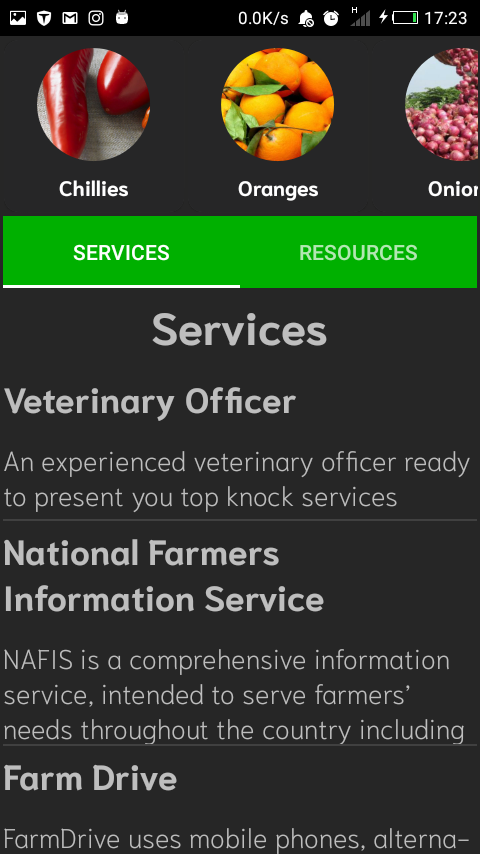 0.0K/s H 17:23
Chillies Oranges Onion
SERVICES RESOURCES
Services
Veterinary Officer
An experienced veterinary officer ready
to present you top knock services
National Farmers
Information Service
NAFIS is a comprehensive information
service, intended to serve farmers’
needs throughout the country including
Farm Drive
FarmDrive uses mobile phones, alterna-